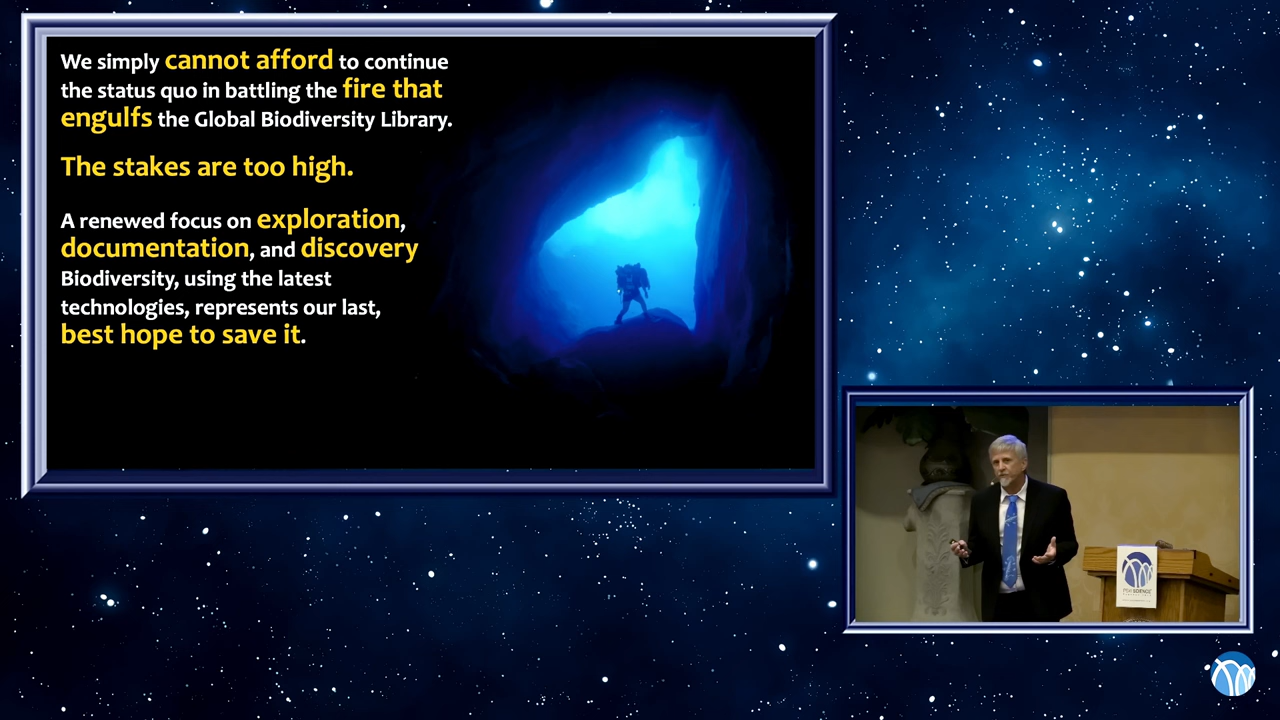 We simply cannot afford to continue
the status quo in battling the fire that
engulfs the Global Biodiversity Library.
The stakes are too high.
A renewed focus on exploration,
documentation, and discovery
Biodiversity, using the latest
technologies, represents our last,
best hope to save it.